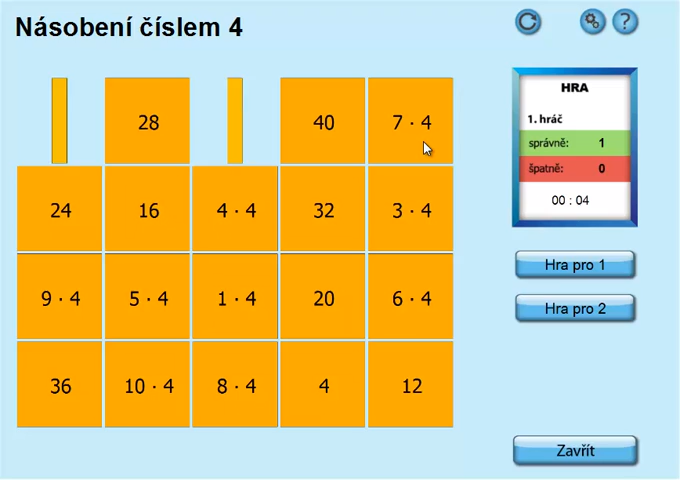 Násobení číslem 4
?
28
40
7 · 4
24
16
4 · 4
32
3 · 4
9 · 4
5 · 4
1 · 4
20
6 · 4
36
10 · 4
8 · 4
4
12
HRA
1. hráč
správně: 1
špatně: 0
00 : 04
Hra pro 1
Hra pro 2
Zavřít